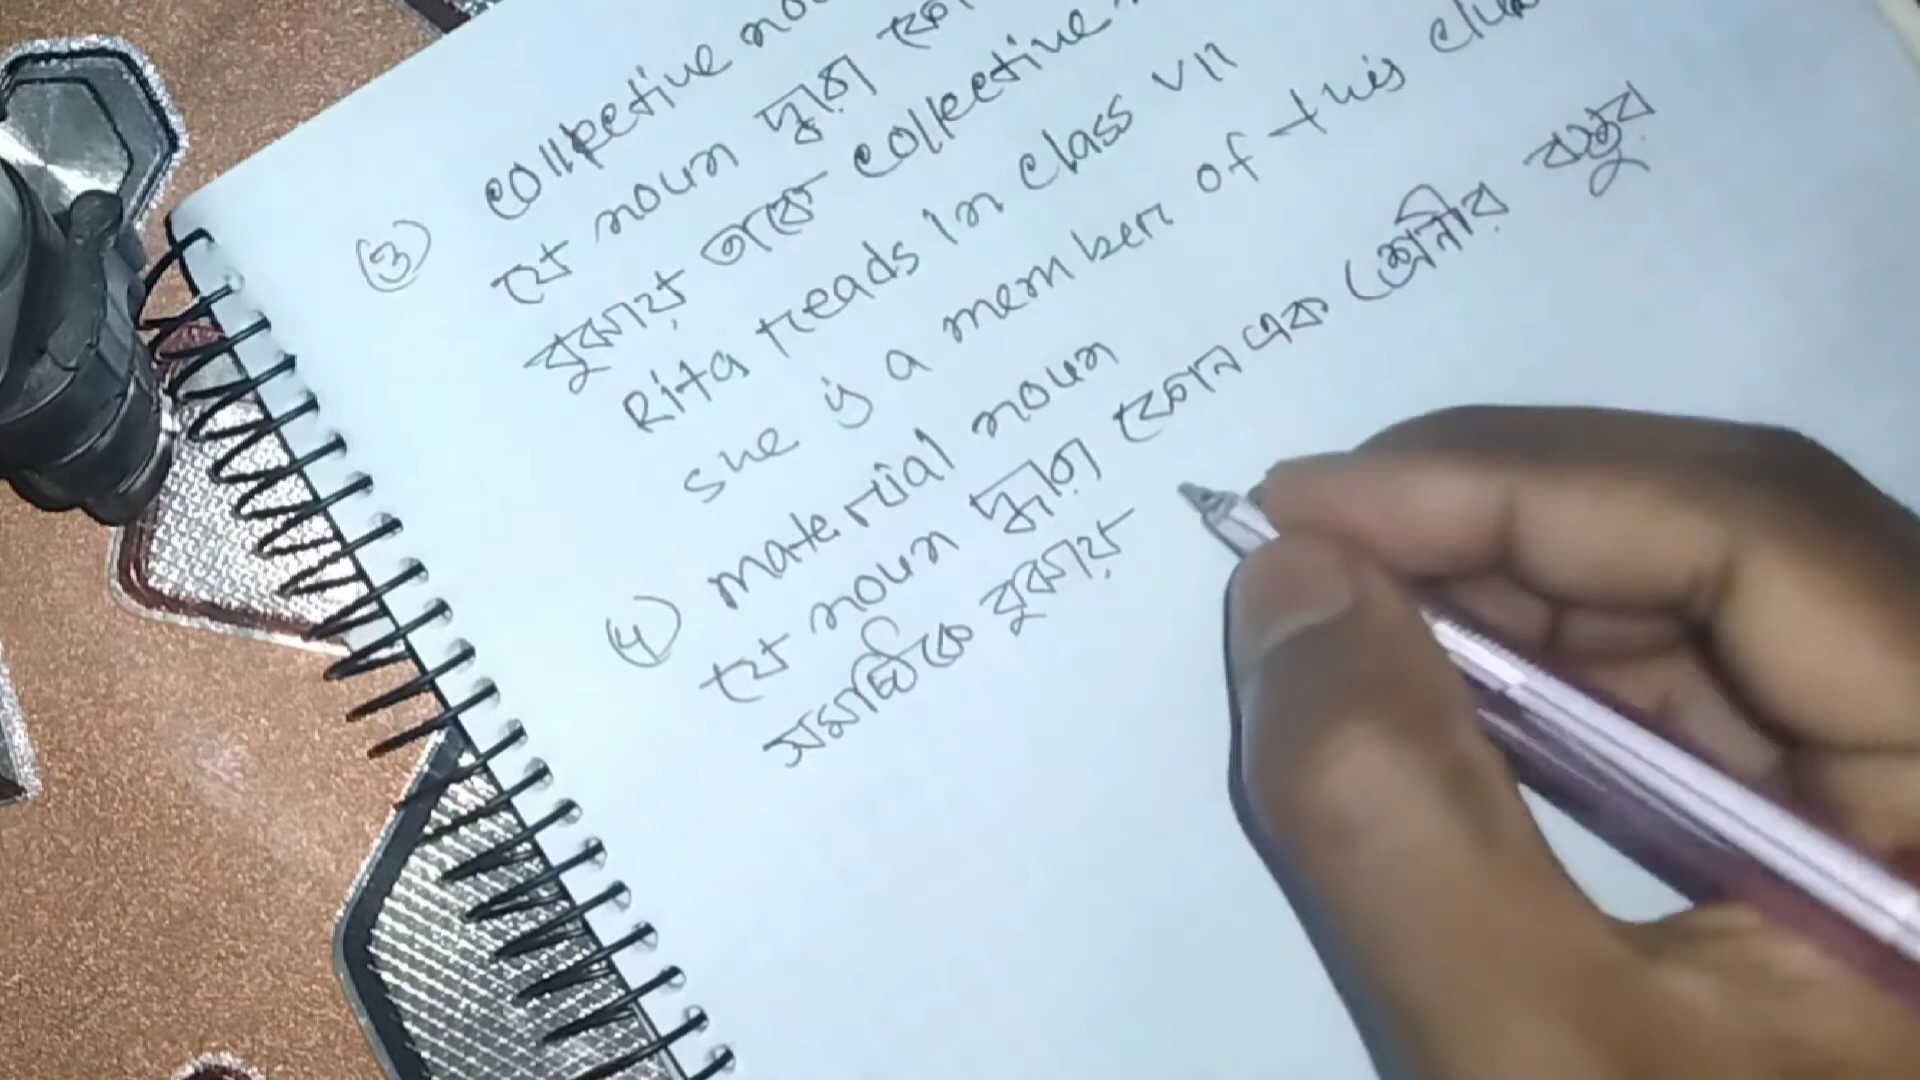 ③ collective nou
যে noun দ্বারা কোন
বুঝায় তাকে collective
Rita reads in class VII
she is a member of this club
④ material noun
যে noun দ্বারা কোন এক শ্রেনীর বস্তুর
সমষ্টিকে বুঝায়